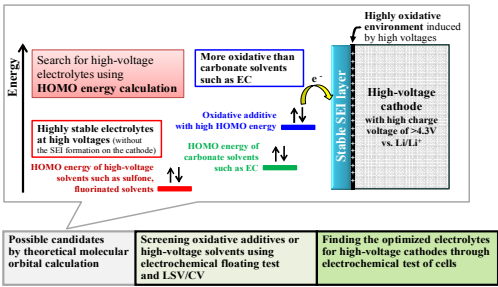 Highly oxidative
environment induced
by high voltages
Energy
Search for high-voltage
electrolytes using
HOMO energy calculation
More oxidative than
carbonate solvents
such as EC
e-
Stable SEI layer
High-voltage
cathode
with high charge
voltage of >4.3V
vs. Li/Li+
Oxidative additive
with high HOMO energy
Highly stable electrolytes
at high voltages (without
the SEI formation on the cathode)
HOMO energy of
carbonate solvents
such as EC
HOMO energy of high-voltage
solvents such as sulfone,
fluorinated solvents
Possible candidates
by theoretical molecular
orbital calculation
Screening oxidative additives or
high-voltage solvents using
electrochemical floating test
and LSV/CV
Finding the optimized electrolytes
for high-voltage cathodes through
electrochemical test of cells